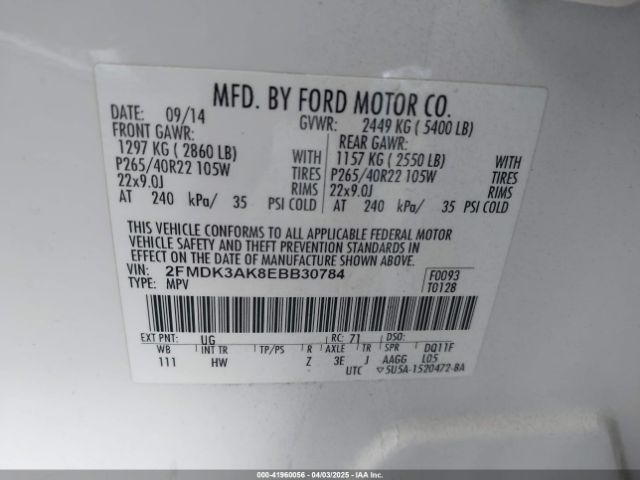 MFD. BY FORD MOTOR CO.
DATE: 09/14 GVWR: 2449 KG ( 5400 LB)
FRONT GAWR: REAR GAWR:
1297 KG ( 2860 LB) WITH 1157 KG ( 2550 LB) WITH
P265/40R22 105W TIRES P265/40R22 105W TIRES
22x9.0J RIMS 22x9.0J RIMS
AT 240 kPa/ 35 PSI COLD AT 240 kPa/ 35 PSI COLD
THIS VEHICLE CONFORMS TO ALL APPLICABLE FEDERAL MOTOR
VEHICLE SAFETY AND THEFT PREVENTION STANDARDS IN
EFFECT ON THE DATE OF MANUFACTURE SHOWN ABOVE.
VIN: 2FMDK3AK8EBB30784 F0093
TYPE: MPV T0128
EXT PNT: UG RC: 71 DSO:
WB INT TR TP/PS R AXLE TR SPR DQ11F
111 HW Z 3E J AAGG L05
UTC ▽5U5A-1520472-BA
000-41960056 - 04/03/2025 - IAA Inc.